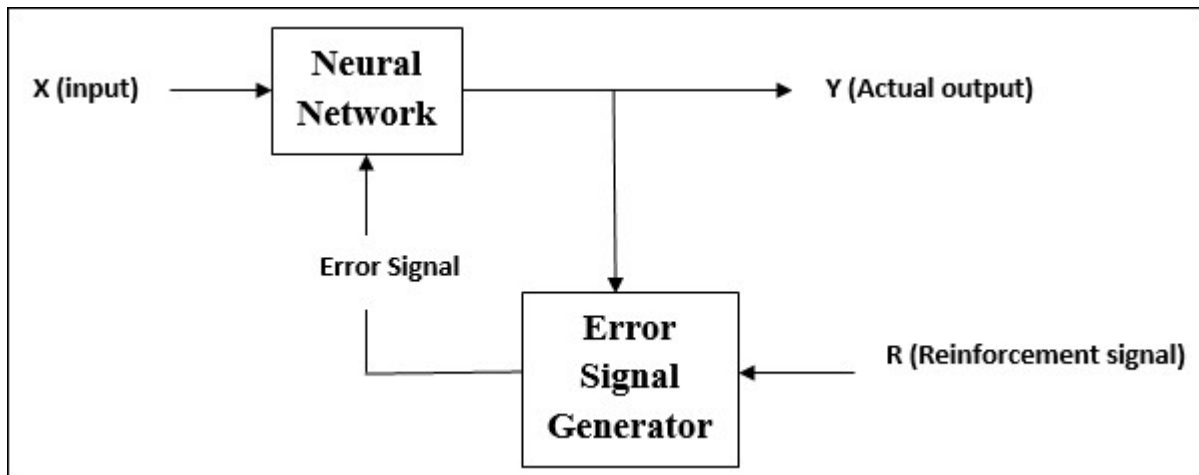 X (input)
Neural
Network
Y (Actual output)
Error Signal
Error
Signal
Generator
R (Reinforcement signal)